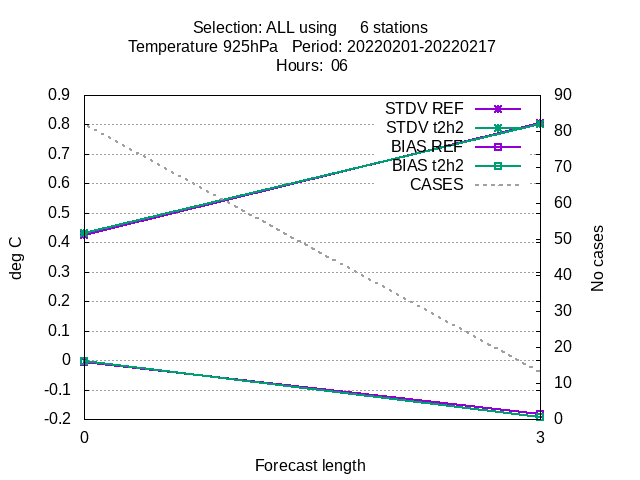 Selection: ALL using      6 stations
Temperature 925hPa   Period: 20220201-20220217
Hours:  06
0.9
0.8
0.7
0.6
0.5
0.4
0.3
0.2
0.1
0
-0.1
-0.2
deg C
STDV REF
STDV t2h2
BIAS REF
BIAS t2h2
CASES
90
80
70
60
50
40
30
20
10
0
No cases
0
3
Forecast length